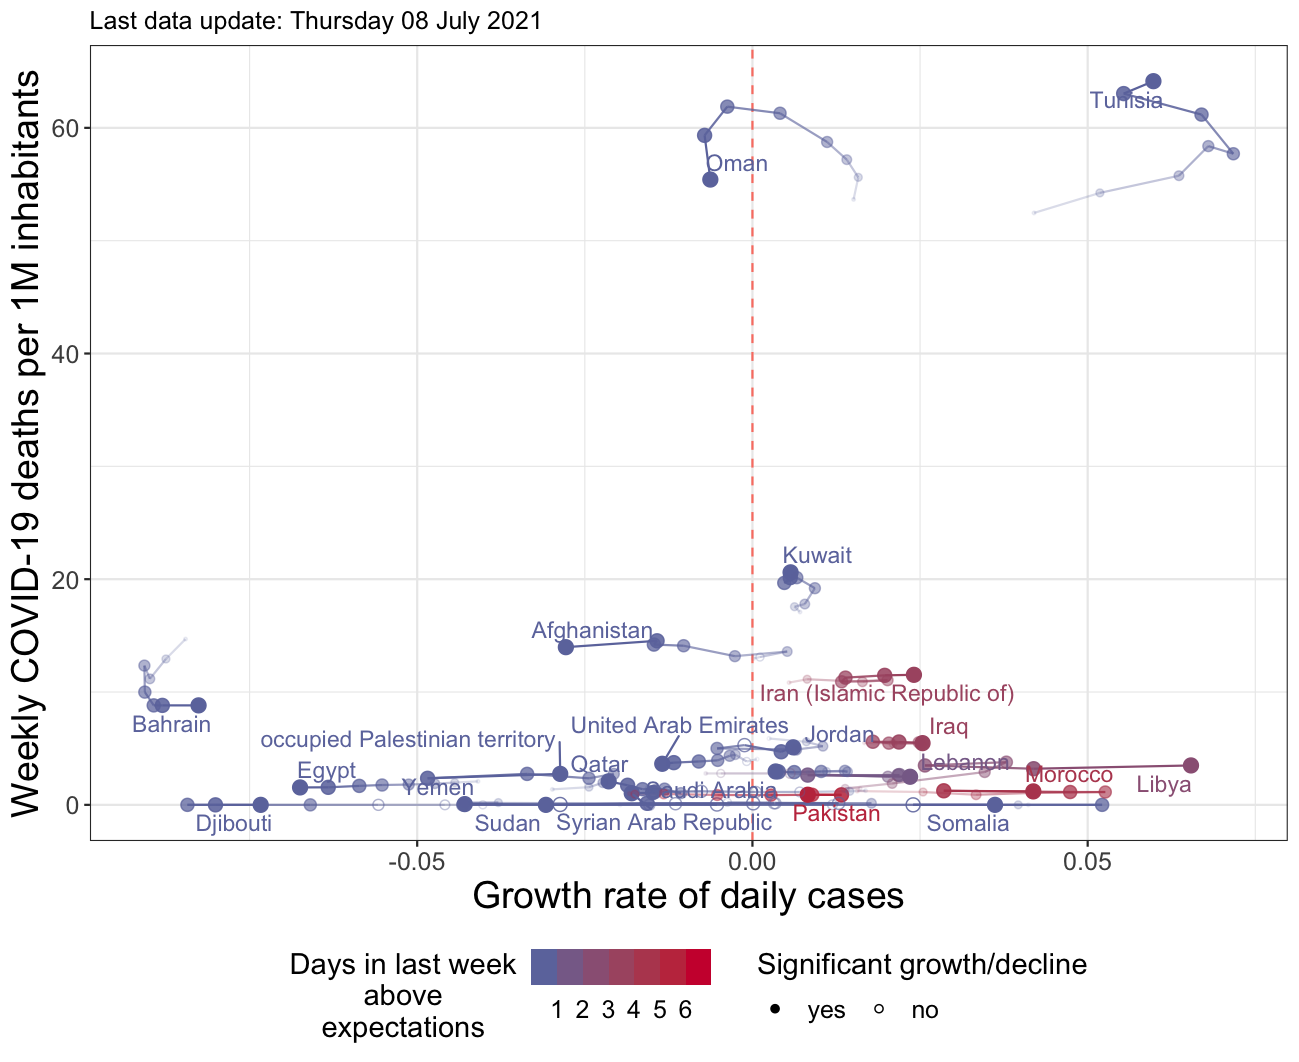 Last data update: Thursday 08 July 2021
Weekly COVID-19 deaths per 1M inhabitants
60
40
20
0
Tunisia
Oman
Kuwait
Afghanistan
Iran (Islamic Republic of)
Bahrain
United Arab Emirates
Iraq
Jordan
occupied Palestinian territory
Qatar
Lebanon
Egypt
Morocco
Libya
Yemen
Saudi Arabia
Pakistan
Djibouti
Sudan
Syrian Arab Republic
Somalia
-0.05
0.00
0.05
Growth rate of daily cases
Days in last week
above
expectations
1 2 3 4 5 6
Significant growth/decline
yes
no